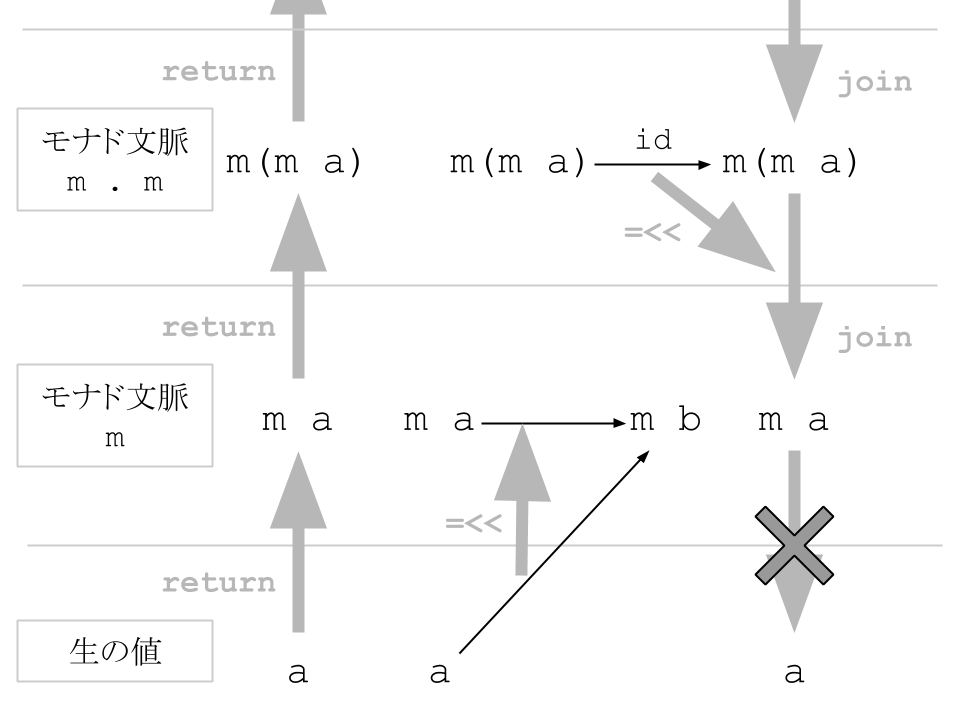 return
join
モナド文脈
m . m
m(m a)
m(m a)
id
m(m a)
=<<
return
join
モナド文脈
m
m a
m a
m b
m a
=<<
return
生の値
a
a
a